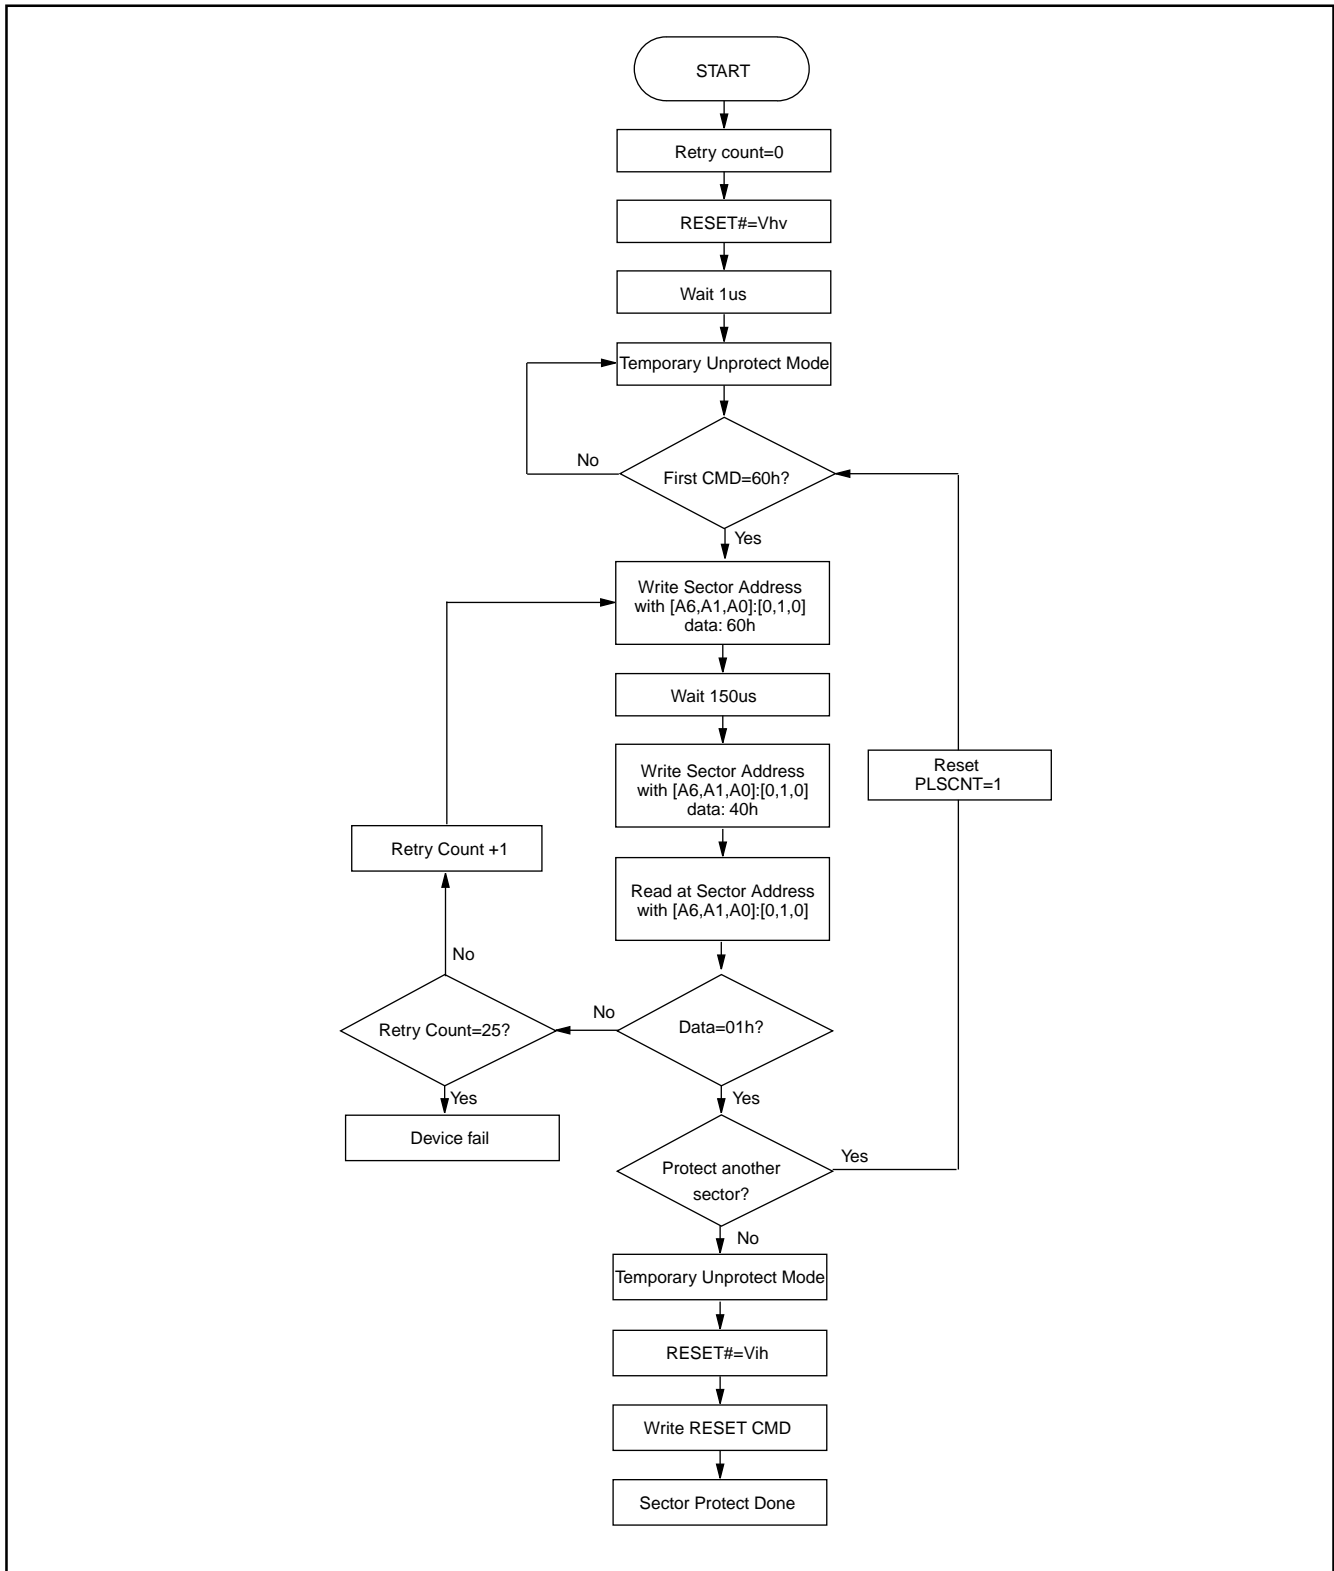 START
Retry count=0
RESET#=Vhv
Wait 1us
Temporary Unprotect Mode
No
First CMD=60h?
Yes
Write Sector Address
with [A6,A1,A0]:[0,1,0]
data: 60h
Wait 150us
Write Sector Address
with [A6,A1,A0]:[0,1,0]
data: 40h
Reset
PLSCNT=1
Retry Count +1
Read at Sector Address
with [A6,A1,A0]:[0,1,0]
No
No
Retry Count=25?
Data=01h?
Yes
Yes
Device fail
Yes
Protect another
sector?
No
Temporary Unprotect Mode
RESET#=Vih
Write RESET CMD
Sector Protect Done